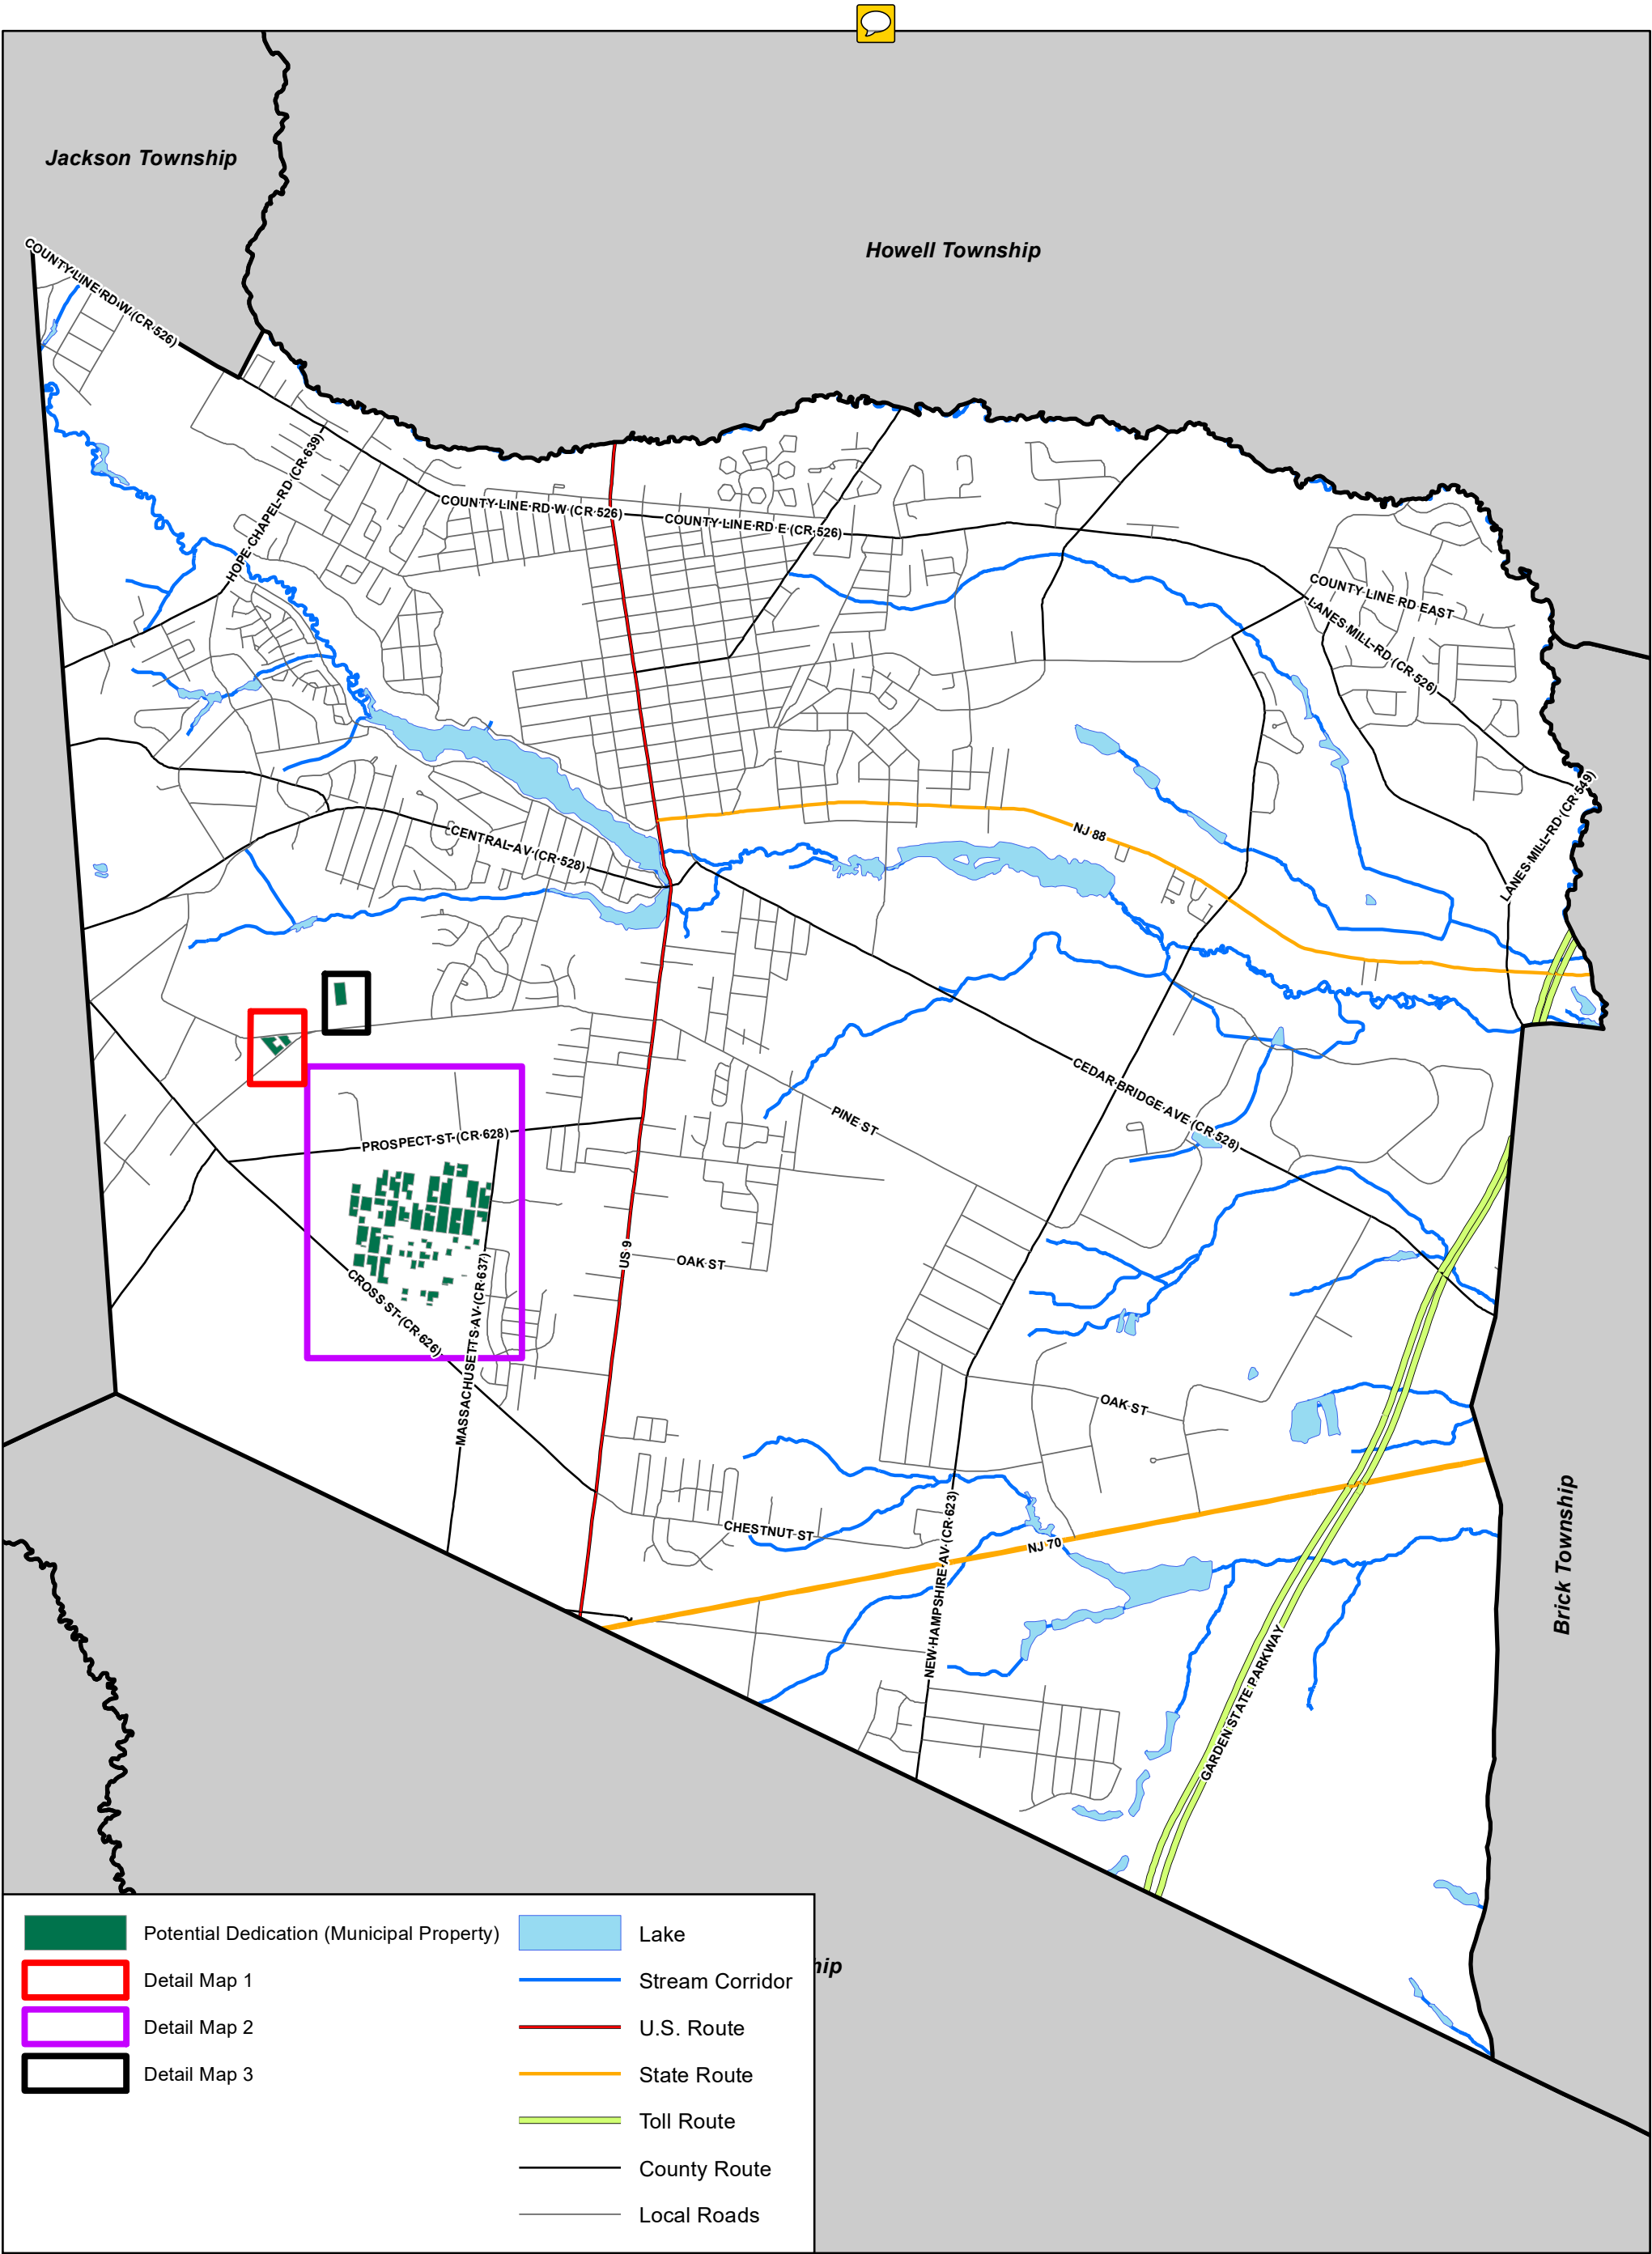 Jackson Township
Howell Township
COUNTY LINE RD W (CR 526)
HOPE CHAPEL RD (CR 639)
COUNTY LINE RD W (CR 526)
COUNTY LINE RD E (CR 526)
COUNTY LINE RD EAST
LANES MILL RD (CR 526)
LANES MILL RD (CR 549)
NJ 88
CENTRAL AV (CR 528)
CEDAR BRIDGE AVE (CR 528)
PINE ST
PROSPECT ST (CR 628)
US 9
OAK ST
CROSS ST (CR 626)
MASSACHUSETTS AV (CR 637)
OAK ST
CHESTNUT ST
NEW HAMPSHIRE AV (CR 623)
NJ 70
GARDEN STATE PARKWAY
Brick Township
hip
Potential Dedication (Municipal Property)
Detail Map 1
Detail Map 2
Detail Map 3
Lake
Stream Corridor
U.S. Route
State Route
Toll Route
County Route
Local Roads